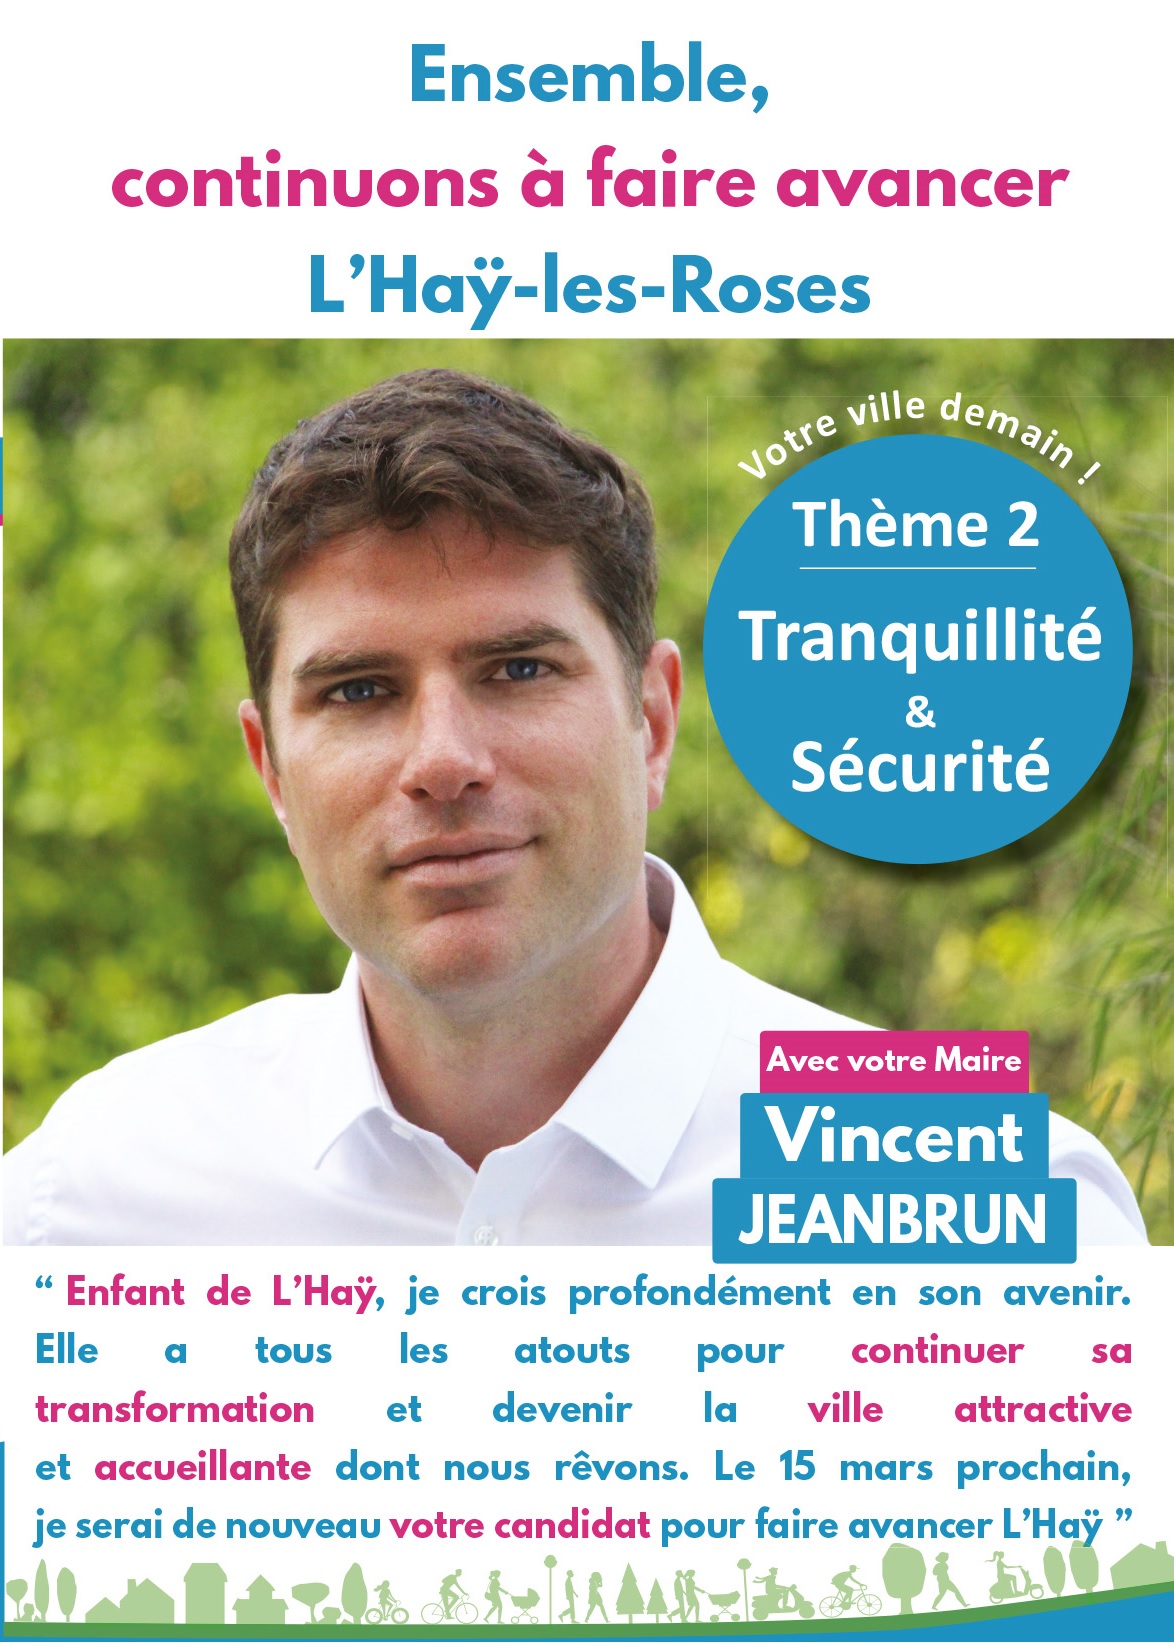 Ensemble,
continuons à faire avancer
L’Haÿ-les-Roses
Votre ville demain !
Thème 2
Tranquillité
&
Sécurité
Avec votre Maire
Vincent
JEANBRUN
“ Enfant de L’Haÿ, je crois profondément en son avenir.
Elle a tous les atouts pour continuer sa
transformation et devenir la ville attractive
et accueillante dont nous rêvons. Le 15 mars prochain,
je serai de nouveau votre candidat pour faire avancer L’Haÿ ”